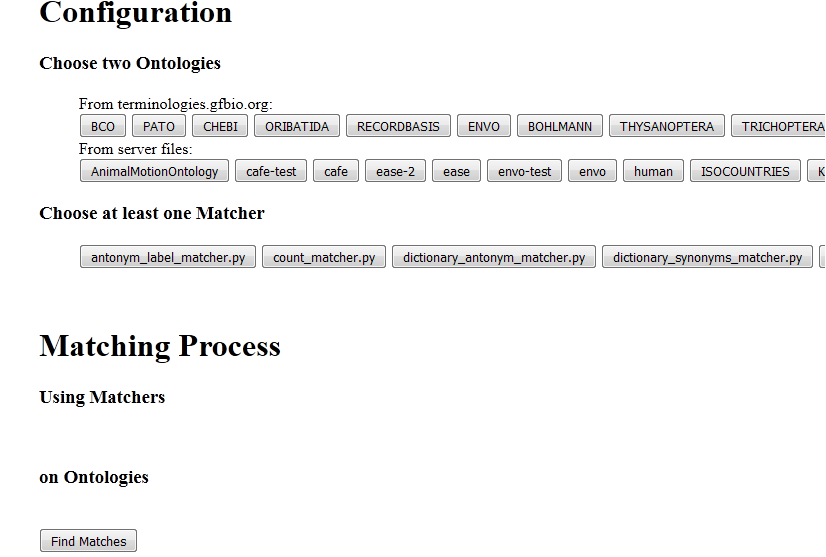 Configuration
Choose two Ontologies
From terminologies.gfbio.org:
BCO PATO CHEBI ORIBATIDA RECORDBASIS ENVO BOHLMANN THYSANOPTERA TRICHOPTERA
From server files:
AnimalMotionOntology cafe-test cafe ease-2 ease envo-test envo human ISOCOUNTRIES K
Choose at least one Matcher
antonym_label_matcher.py count_matcher.py dictionary_antonym_matcher.py dictionary_synonyms_matcher.py
Matching Process
Using Matchers
on Ontologies
Find Matches